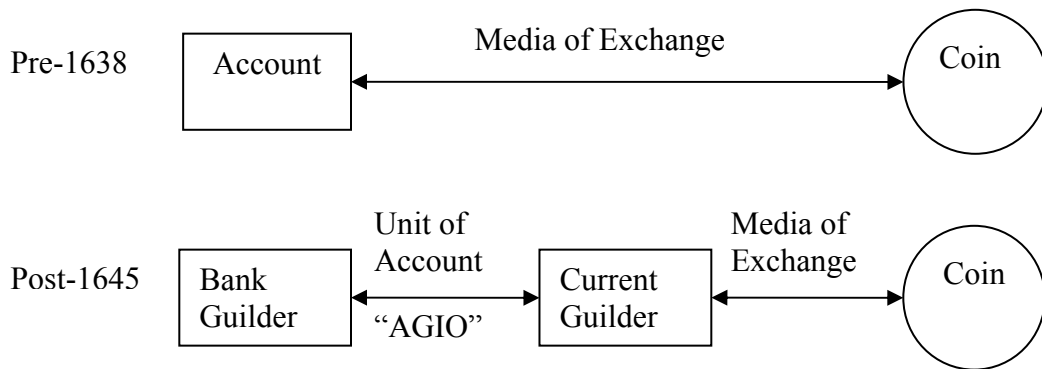 Pre-1638
Account
Media of Exchange
Coin
Post-1645
Bank
Guilder
Unit of
Account
“AGIO”
Current
Guilder
Media of
Exchange
Coin